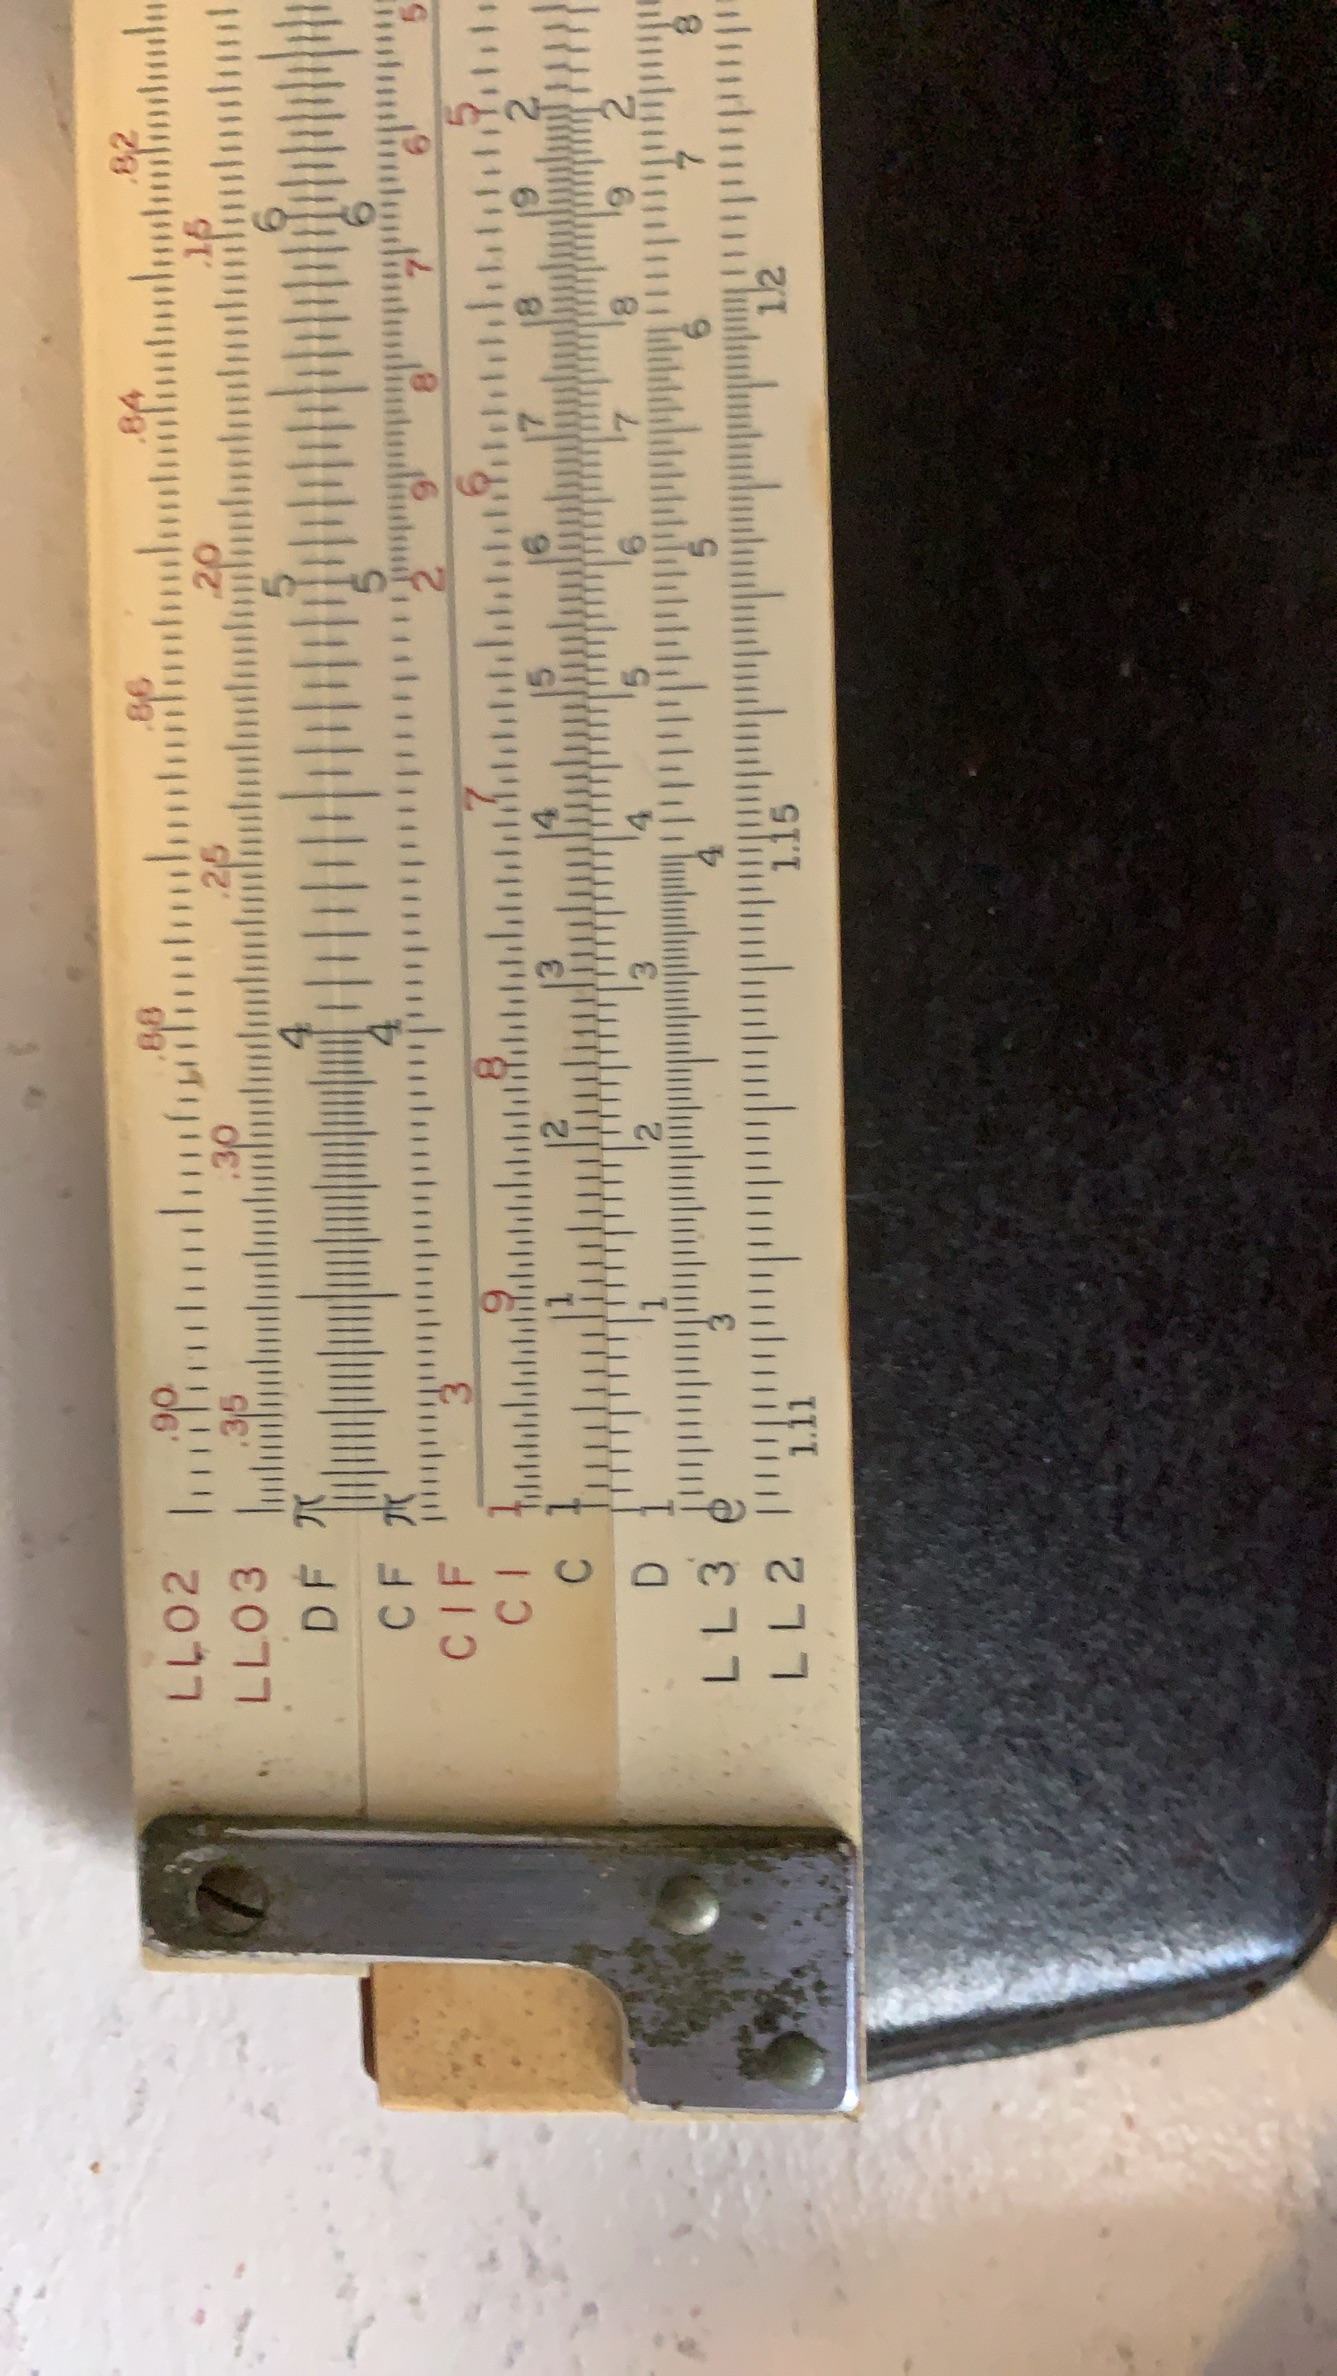 LL02 .90 .88 .86 .84 .82
LL03 .35 .30 .25 .20 .15
DF π 4 5 6
CF π 4 5 6
CIF 3 2 9 8 7 6 5
CI 1 9 8 7 6 5
C 1 1 2 3 4 5 6 7 8 9 2
D 1 1 2 3 4 5 6 7 8 9 2
LL3 e 3 4 5 6 7 8
LL2 1.11 1.15 1.2